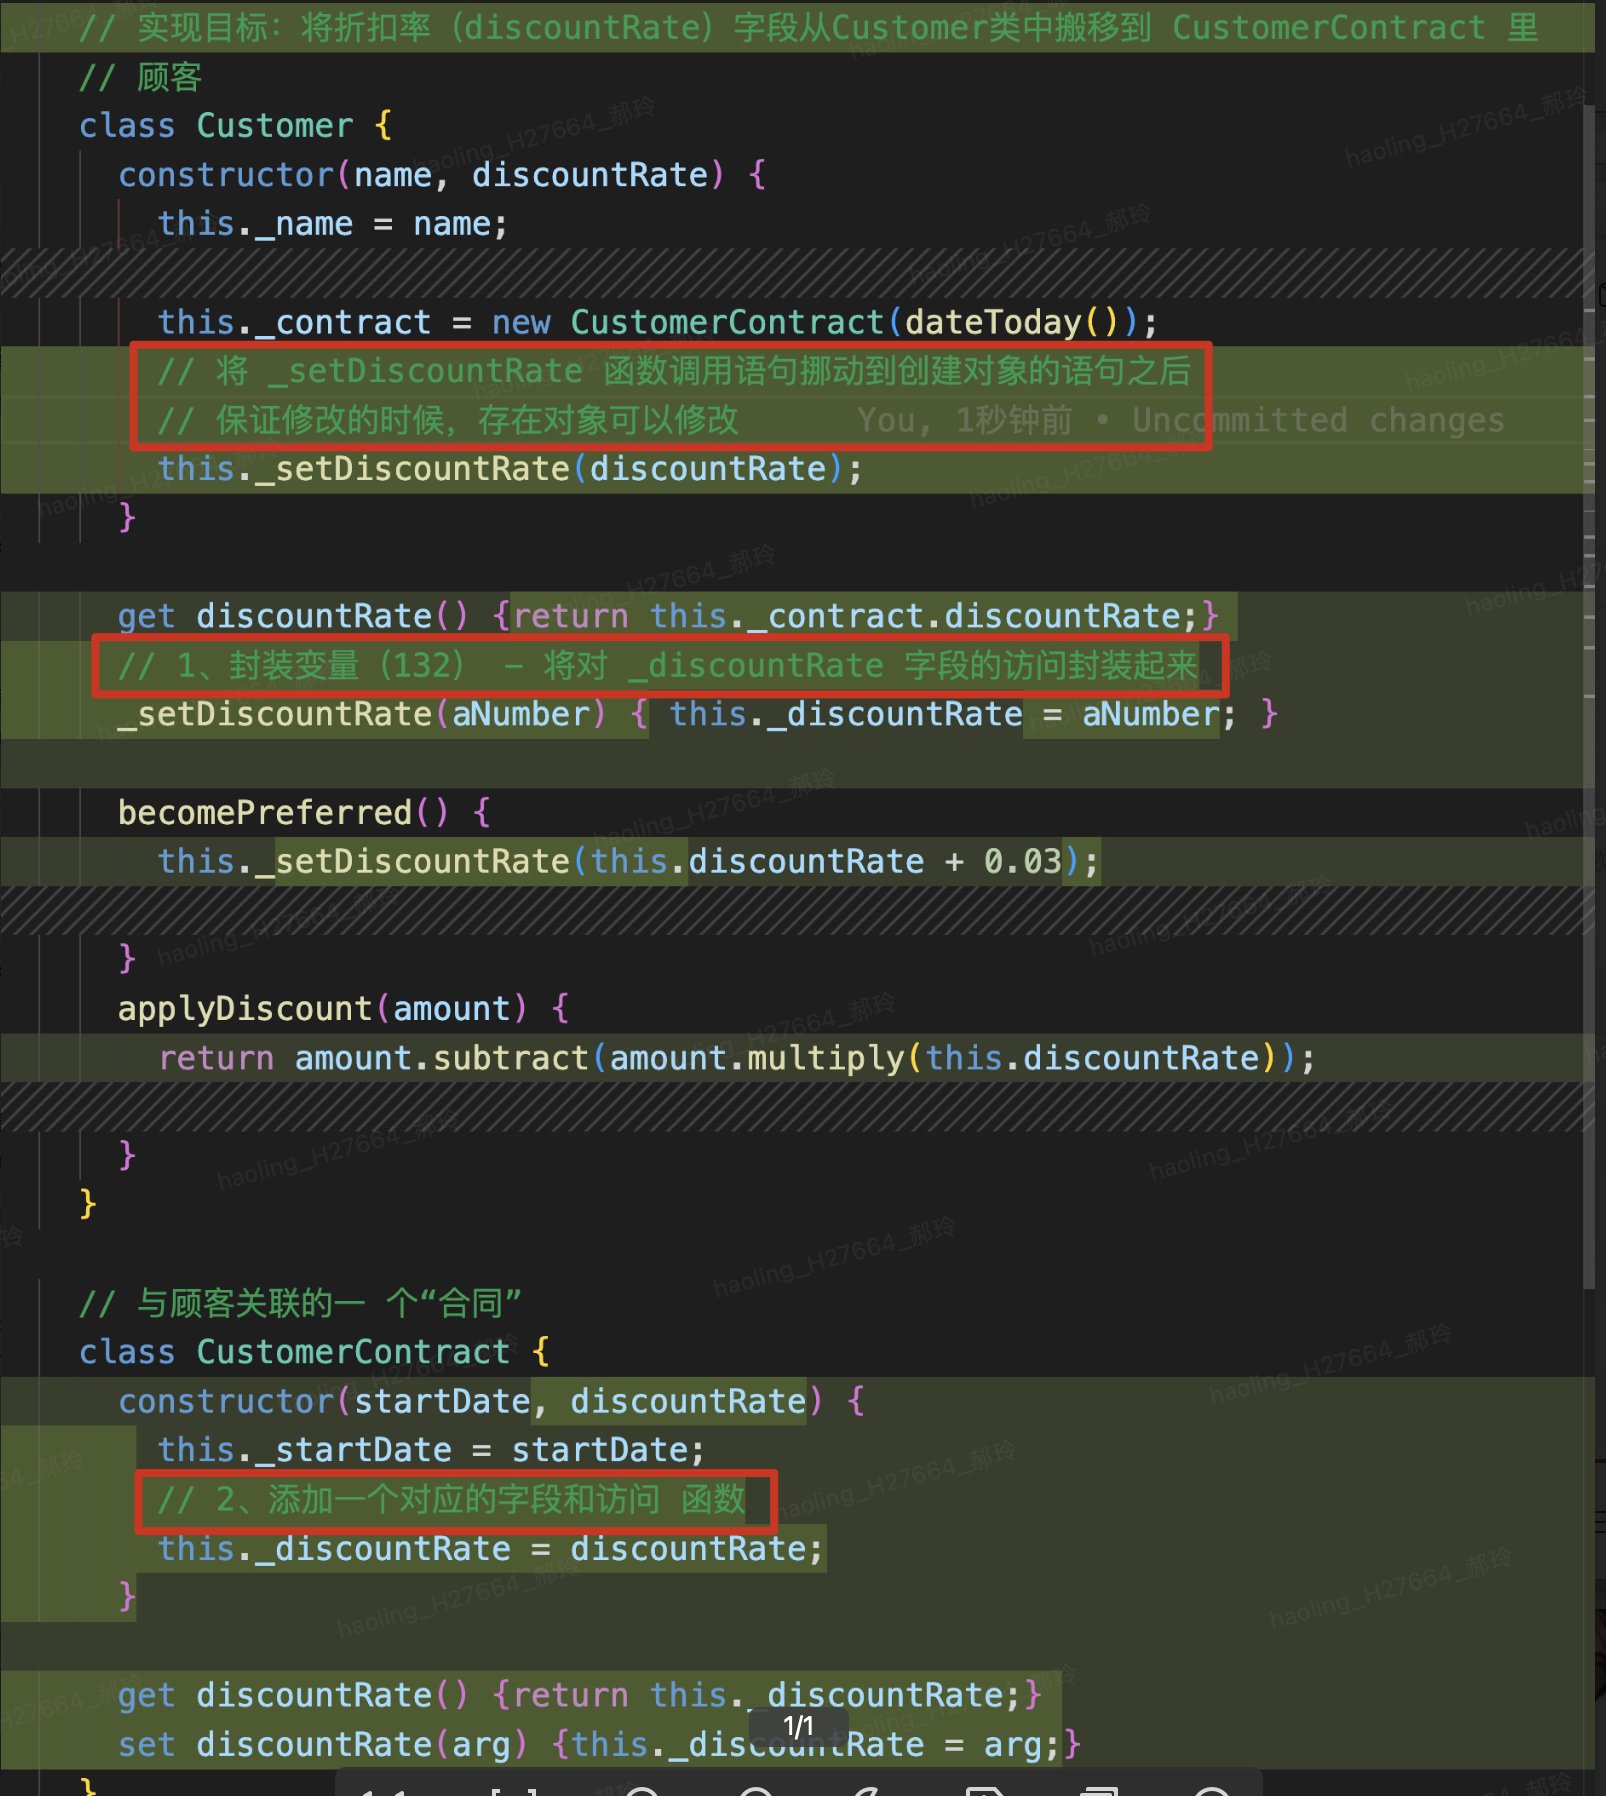 // 实现目标：将折扣率（discountRate）字段从Customer类中搬移到 CustomerContract 里
// 顾客
class Customer {
constructor(name, discountRate) {
this._name = name;
this._contract = new CustomerContract(dateToday());
// 将 _setDiscountRate 函数调用语句挪动到创建对象的语句之后
// 保证修改的时候，存在对象可以修改 You, 1秒钟前 • Uncommitted changes
this._setDiscountRate(discountRate);
}
get discountRate() {return this._contract.discountRate;}
// 1、封装变量（132） - 将对 _discountRate 字段的访问封装起来
_setDiscountRate(aNumber) { this._discountRate = aNumber; }
becomePreferred() {
this._setDiscountRate(this.discountRate + 0.03);
}
applyDiscount(amount) {
return amount.subtract(amount.multiply(this.discountRate));
}
}
// 与顾客关联的一 个“合同”
class CustomerContract {
constructor(startDate, discountRate) {
this._startDate = startDate;
// 2、添加一个对应的字段和访问 函数
this._discountRate = discountRate;
}
get discountRate() {return this._discountRate;}
1/1
set discountRate(arg) {this._discountRate = arg;}
}
haoling_H27664_郝玲